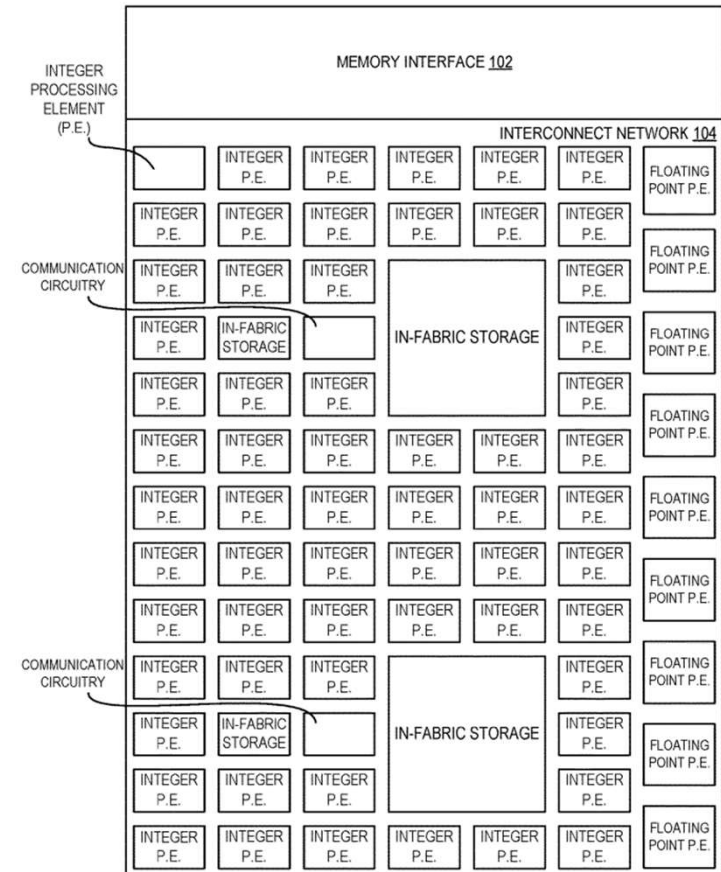 MEMORY INTERFACE 102
INTEGER
PROCESSING
ELEMENT
(P.E.)
INTERCONNECT NETWORK 104
INTEGER INTEGER INTEGER INTEGER INTEGER
P.E. P.E. P.E. P.E. P.E.
FLOATING
POINT P.E.
INTEGER INTEGER INTEGER INTEGER INTEGER INTEGER
P.E. P.E. P.E. P.E. P.E. P.E.
FLOATING
POINT P.E.
COMMUNICATION
CIRCUITRY
INTEGER INTEGER INTEGER INTEGER
P.E. P.E. P.E. P.E.
INTEGER IN-FABRIC INTEGER
P.E. STORAGE P.E.
IN-FABRIC STORAGE
FLOATING
POINT P.E.
INTEGER INTEGER INTEGER INTEGER
P.E. P.E. P.E. P.E.
FLOATING
POINT P.E.
INTEGER INTEGER INTEGER INTEGER INTEGER INTEGER
P.E. P.E. P.E. P.E. P.E. P.E.
INTEGER INTEGER INTEGER INTEGER INTEGER INTEGER
P.E. P.E. P.E. P.E. P.E. P.E.
FLOATING
POINT P.E.
INTEGER INTEGER INTEGER INTEGER INTEGER INTEGER
P.E. P.E. P.E. P.E. P.E. P.E.
FLOATING
POINT P.E.
INTEGER INTEGER INTEGER INTEGER INTEGER INTEGER
P.E. P.E. P.E. P.E. P.E. P.E.
COMMUNICATION
CIRCUITRY
INTEGER INTEGER INTEGER INTEGER
P.E. P.E. P.E. P.E.
FLOATING
POINT P.E.
INTEGER IN-FABRIC INTEGER
P.E. STORAGE P.E.
IN-FABRIC STORAGE
FLOATING
POINT P.E.
INTEGER INTEGER INTEGER INTEGER
P.E. P.E. P.E. P.E.
INTEGER INTEGER INTEGER INTEGER INTEGER INTEGER
P.E. P.E. P.E. P.E. P.E. P.E.
FLOATING
POINT P.E.